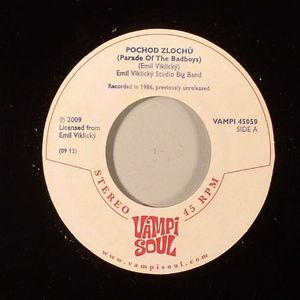 POCHOD ZLOCHŮ
(Parade Of The Badboys)
(Emil Viklický)
Emil Viklický Studio Big Band
Recorded in 1986, previously unreleased
℗ 2009
Licensed from
Emil Viklický
(09 12)
VAMPI 45050
SIDE A
STEREO
45 RPM
VAMPI
SOUL
www.vampisoul.com